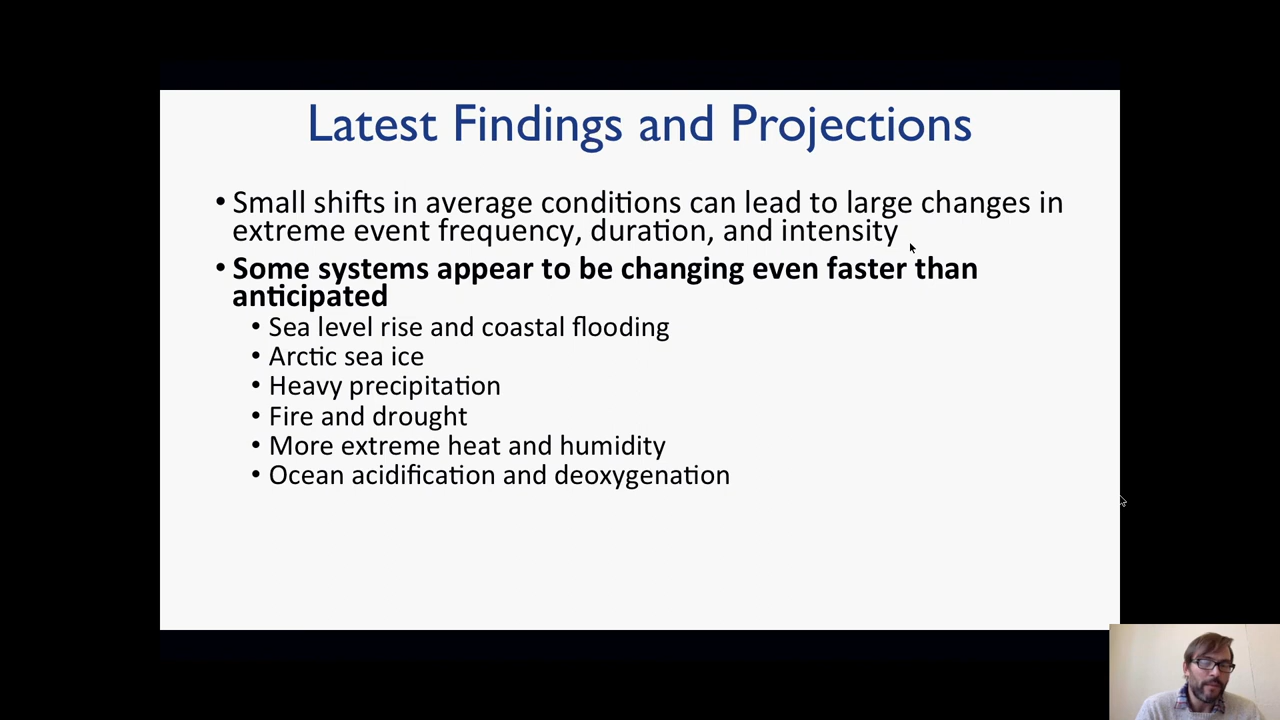 Latest Findings and Projections
• Small shifts in average conditions can lead to large changes in
extreme event frequency, duration, and intensity
• Some systems appear to be changing even faster than
anticipated
• Sea level rise and coastal flooding
• Arctic sea ice
• Heavy precipitation
• Fire and drought
• More extreme heat and humidity
• Ocean acidification and deoxygenation